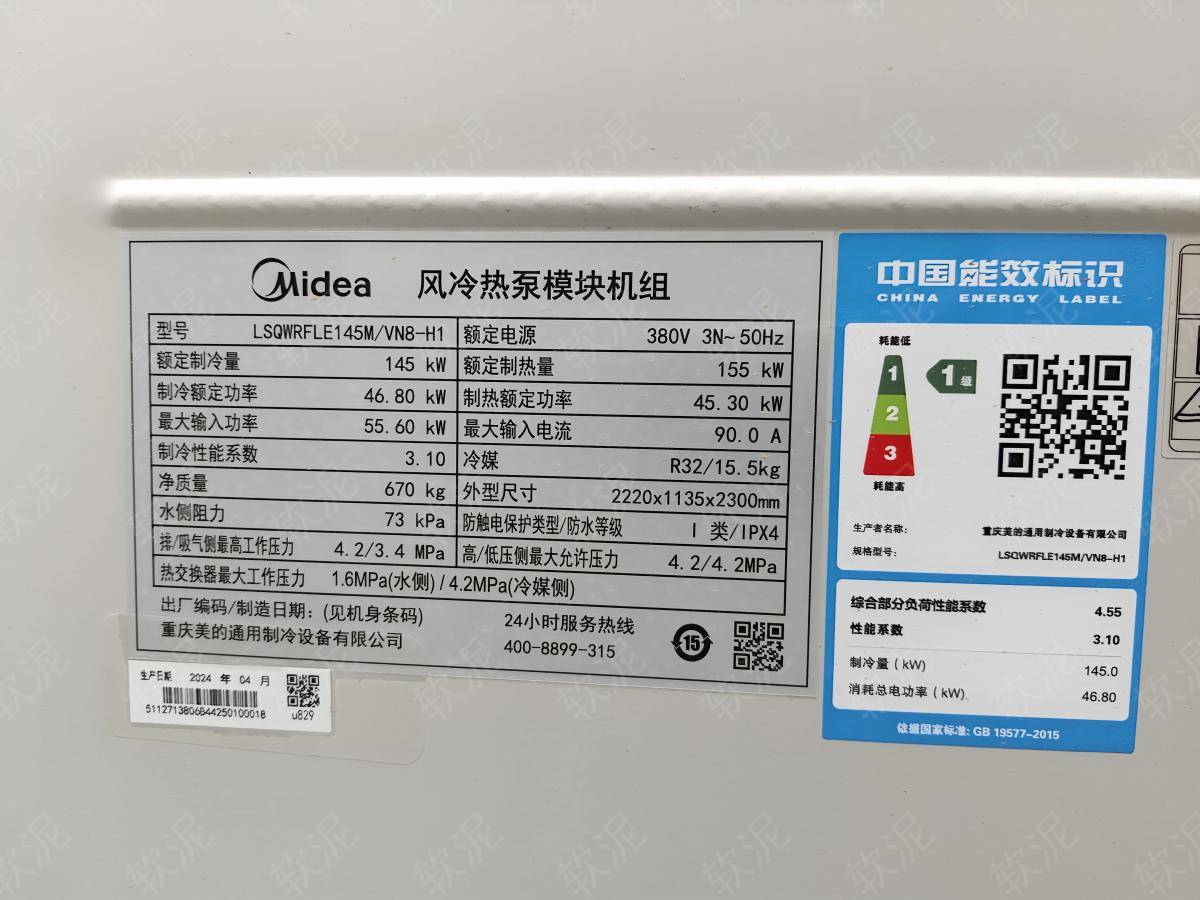 Midea 风冷热泵模块机组
型号 LSQWRFLE145M/VN8-H1 额定电源 380V 3N~50Hz
额定制冷量 145 kW 额定制热量 155 kW
制冷额定功率 46.80 kW 制热额定功率 45.30 kW
最大输入功率 55.60 kW 最大输入电流 90.0 A
制冷性能系数 3.10 冷媒 R32/15.5kg
净质量 670 kg 外型尺寸 2220x1135x2300mm
水侧阻力 73 kPa 防触电保护类型/防水等级 I 类/IPX4
排/吸气侧最高工作压力 4.2/3.4 MPa 高/低压侧最大允许压力 4.2/4.2MPa
热交换器最大工作压力 1.6MPa(水侧) / 4.2MPa(冷媒侧)
出厂编码/制造日期: (见机身条码) 24小时服务热线
重庆美的通用制冷设备有限公司 400-8899-315
15
生产日期 2024 年 04 月
5112713806B44250100018 u829
中国能效标识
CHINA ENERGY LABEL
耗能低
1 1级
2
3
耗能高
生产者名称: 重庆美的通用制冷设备有限公司
规格型号: LSQWRFLE145M/VN8-H1
综合部分负荷性能系数 4.55
性能系数 3.10
制冷量（kW) 145.0
消耗总电功率（kW) 46.80
依据国家标准: GB 19577-2015
软泥